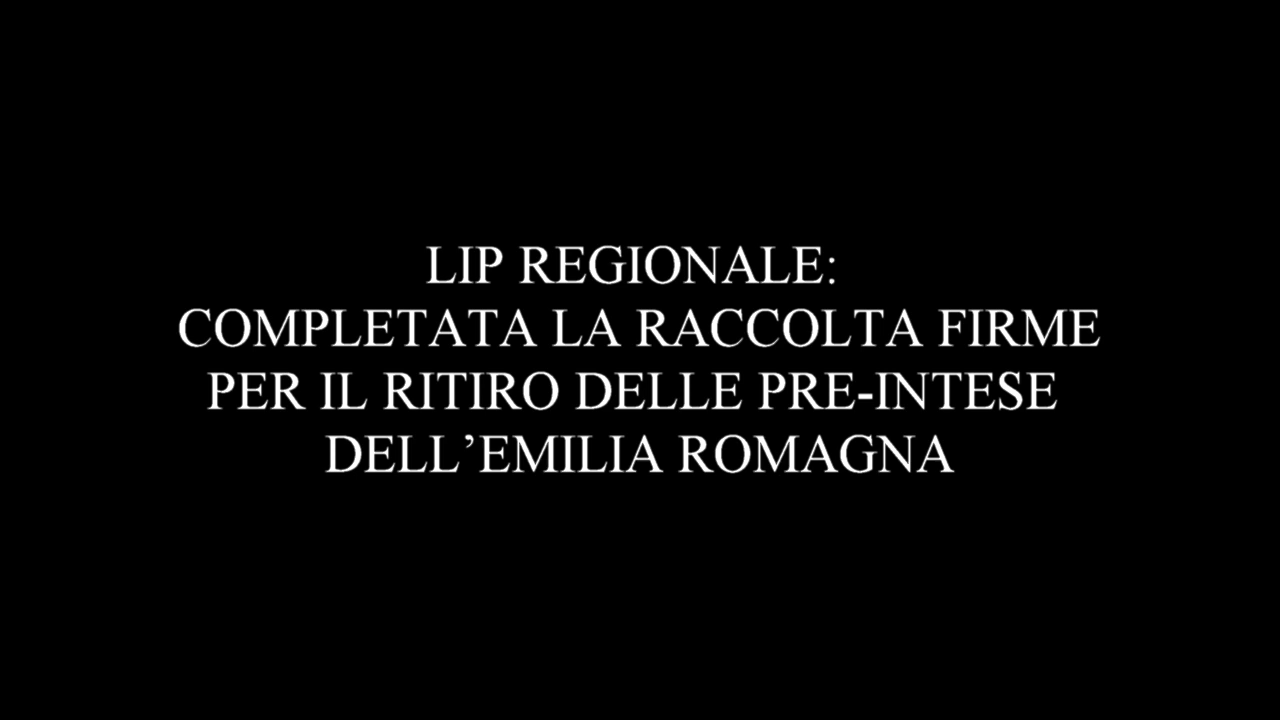 LIP REGIONALE:
COMPLETATA LA RACCOLTA FIRME
PER IL RITIRO DELLE PRE-INTESE
DELL’EMILIA ROMAGNA